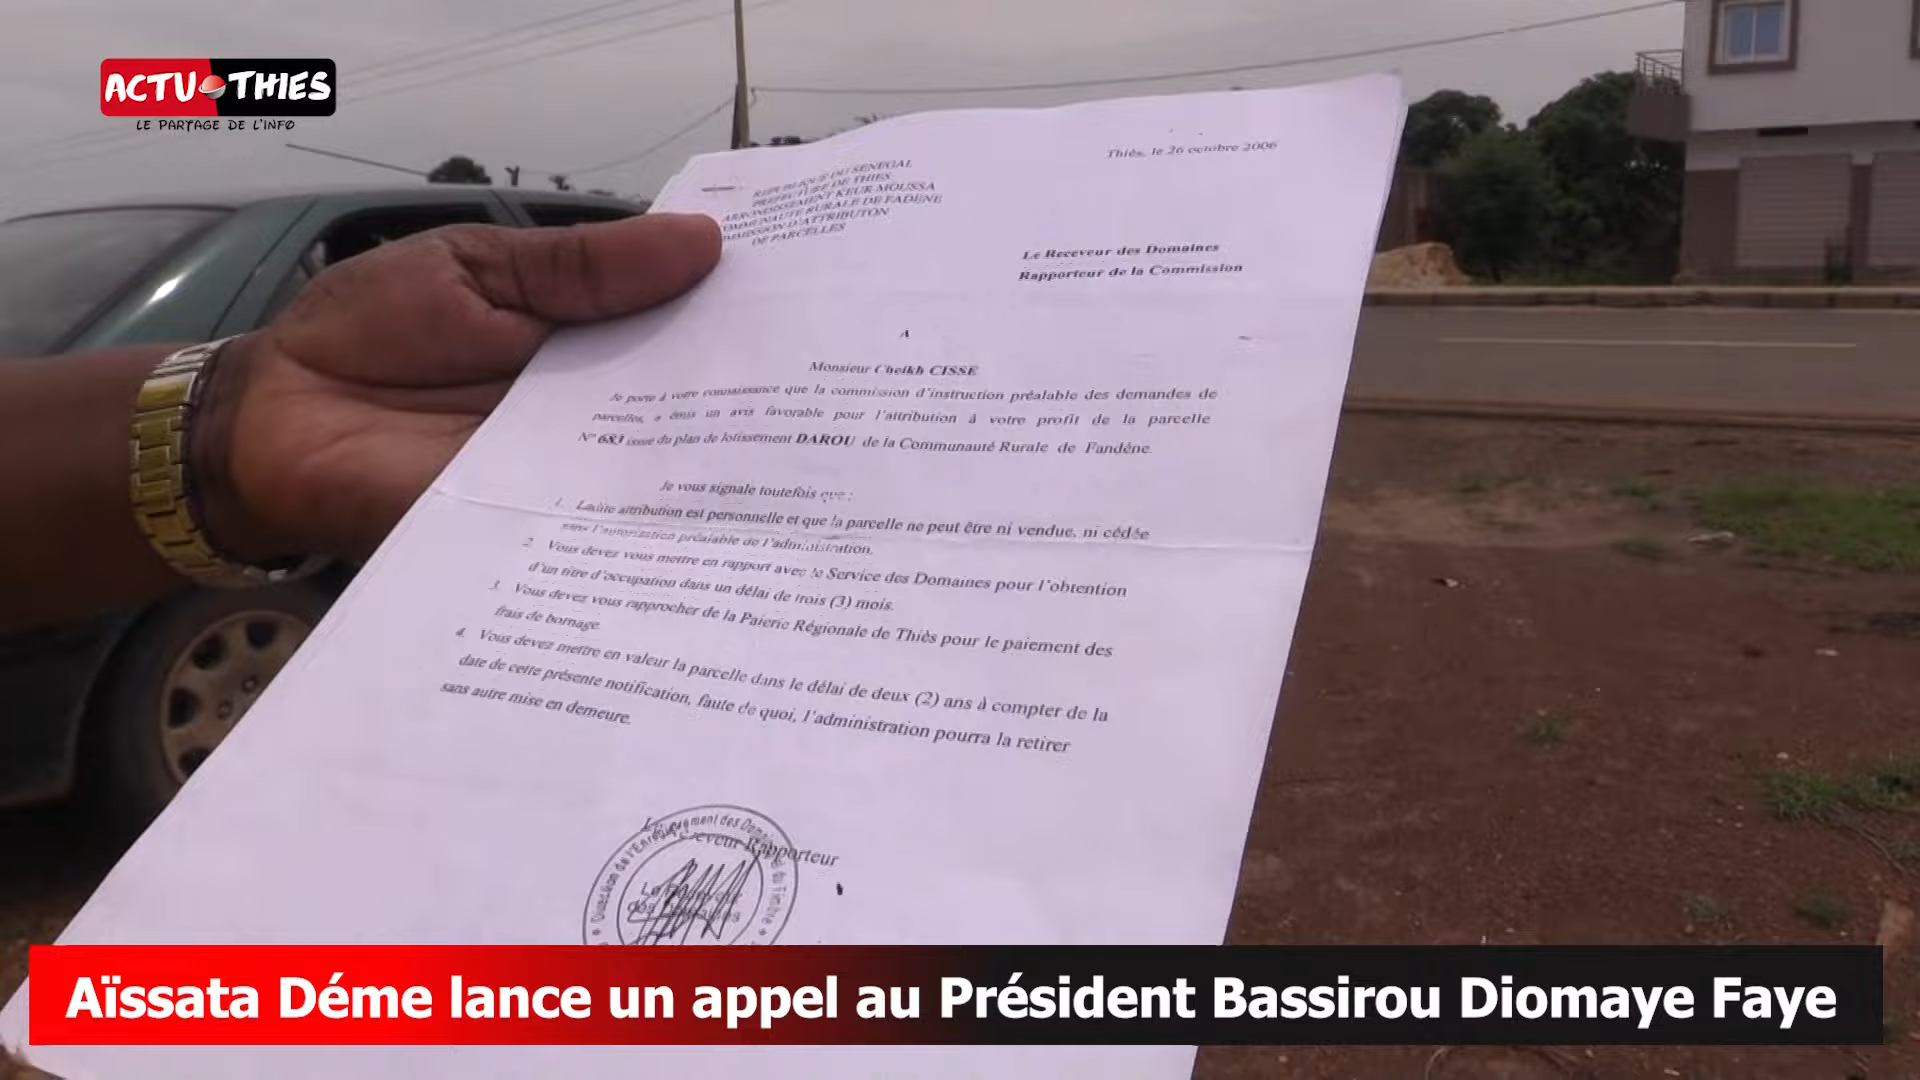 ACTU THIES
LE PARTAGE DE L'INFO
Thiès, le 26 octobre 2006
REPUBLIQUE DU SENEGAL
PREFECTURE DE THIES
ARRONDISSEMENT KEUR MOUSSA
COMMUNAUTE RURALE DE FADENE
COMMISSION D'ATTRIBUTON
DE PARCELLES
Le Receveur des Domaines
Rapporteur de la Commission
A
Monsieur Cheikh CISSE
Je porte à votre connaissance que la commission d'instruction préalable des demandes de
parcelles, a émis un avis favorable pour l'attribution à votre profit de la parcelle
N° 683 issue du plan de lotissement DAROU de la Communauté Rurale de Fandéne.
Je vous signale toutefois que :
1. Ladite attribution est personnelle et que la parcelle ne peut être ni vendue, ni cédée
sans l'autorisation préalable de l'administration.
2. Vous devez vous mettre en rapport avec le Service des Domaines pour l'obtention
d'un titre d'occupation dans un délai de trois (3) mois.
3. Vous devez vous rapprocher de la Paierie Régionale de Thiès pour le paiement des
frais de bornage.
4. Vous devez mettre en valeur la parcelle dans le délai de deux (2) ans à compter de la
date de cette présente notification, faute de quoi, l'administration pourra la retirer
sans autre mise en demeure.
Rapporteur
Aïssata Déme lance un appel au Président Bassirou Diomaye Faye